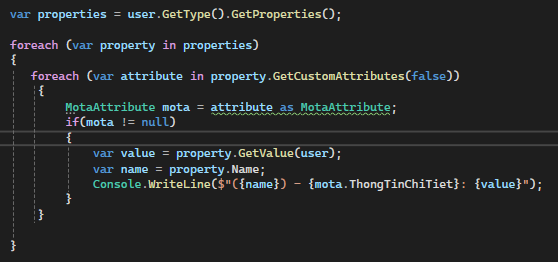 var properties = user.GetType().GetProperties();
foreach (var property in properties)
{
foreach (var attribute in property.GetCustomAttributes(false))
{
MotaAttribute mota = attribute as MotaAttribute;
if(mota != null)
{
var value = property.GetValue(user);
var name = property.Name;
Console.WriteLine($"({name}) - {mota.ThongTinChiTiet}: {value}");
}
}
}